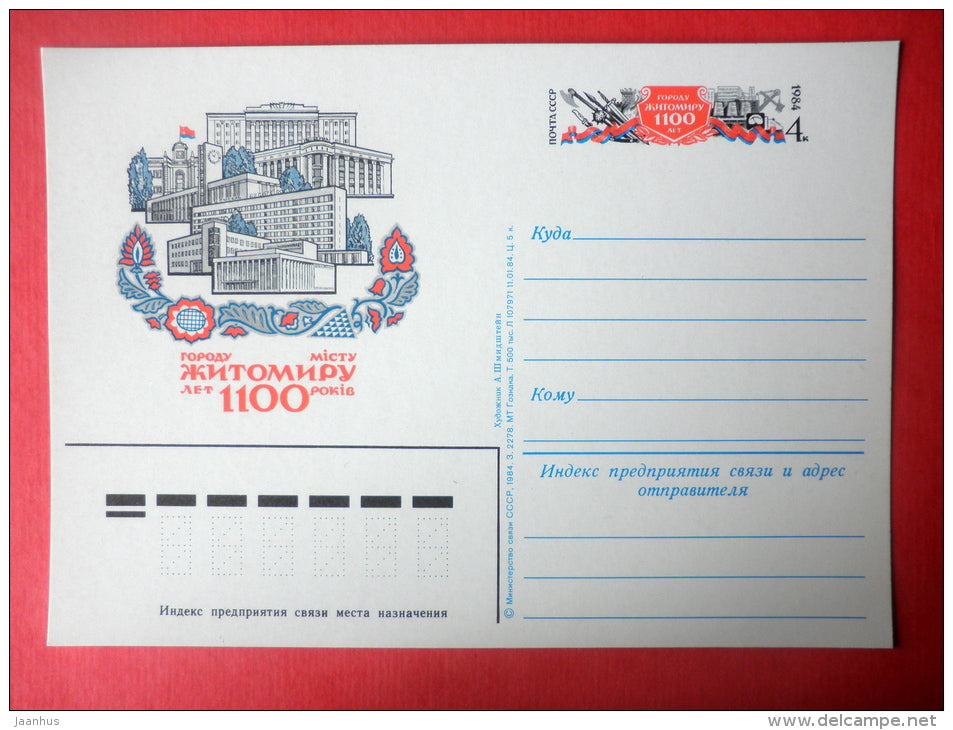 ПОЧТА СССР
ГОРОДУ
ЖИТОМИРУ
1100
ЛЕТ
1984
4к
ГОРОДУ МІСТУ
ЖИТОМИРУ
ЛЕТ 1100 РОКІВ
Куда
Кому
Индекс предприятия связи и адрес
отправителя
Художник А. Шмидштейн
© Министерство связи СССР, 1984. З. 2278. МТ Гознака. Т. 500 тыс. Л 107971 11.01.84. Ц. 5 к.
Индекс предприятия связи места назначения
Jaanhus
www.delcampe.net